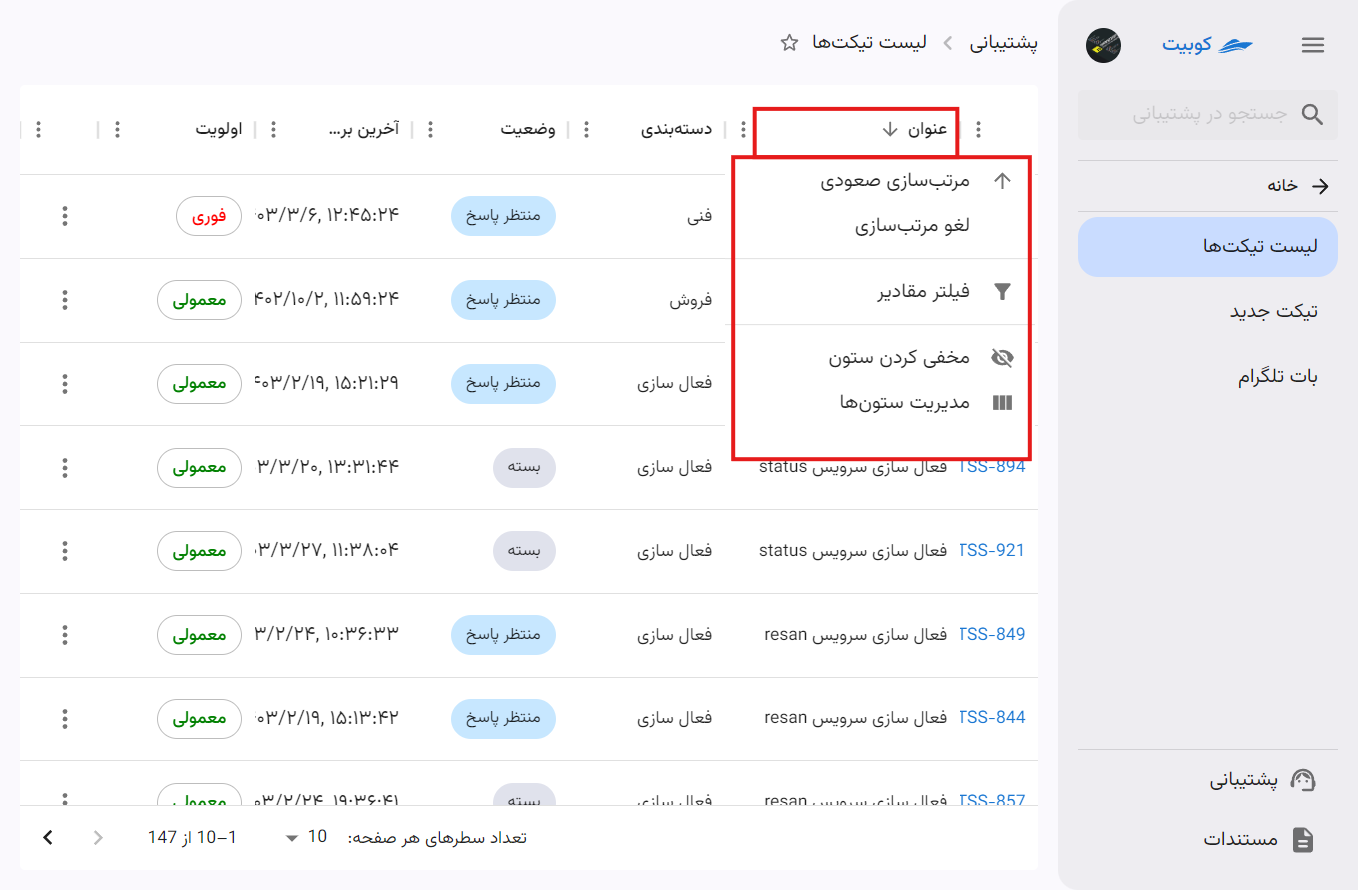 کوبیت
جستجو در پشتیبانی
خانه
لیست تیکت‌ها
تیکت جدید
بات تلگرام
پشتیبانی
مستندات
پشتیبانی
لیست تیکت‌ها
عنوان
دسته‌بندی
وضعیت
آخرین بر...
اولویت
مرتب‌سازی صعودی
لغو مرتب‌سازی
فیلتر مقادیر
مخفی کردن ستون
مدیریت ستون‌ها
فنی منتظر پاسخ ۰۳/۳/۶, ۱۲:۴۵:۲۴ فوری
فروش منتظر پاسخ ۴۰۲/۱۰/۲, ۱۱:۵۹:۲۴ معمولی
فعال سازی منتظر پاسخ ۰۳/۲/۱۹, ۱۵:۲۱:۲۹ معمولی
TSS-894 فعال سازی سرویس status فعال سازی بسته ۳/۳/۲۰, ۱۳:۳۱:۴۴ معمولی
TSS-921 فعال سازی سرویس status فعال سازی بسته ۳/۳/۲۷, ۱۱:۳۸:۰۴ معمولی
TSS-849 فعال سازی سرویس resan فعال سازی منتظر پاسخ ۳/۲/۲۴, ۱۰:۳۶:۳۳ معمولی
TSS-844 فعال سازی سرویس resan فعال سازی منتظر پاسخ ۰۳/۲/۱۹, ۱۵:۱۳:۴۲ معمولی
TSS-857 فعال سازی سرویس resan فعال سازی بسته ۰۳/۲/۲۴, ۱۹:۳۶:۴۱ معمولی
تعداد سطرهای هر صفحه: 10 1–10 از 147